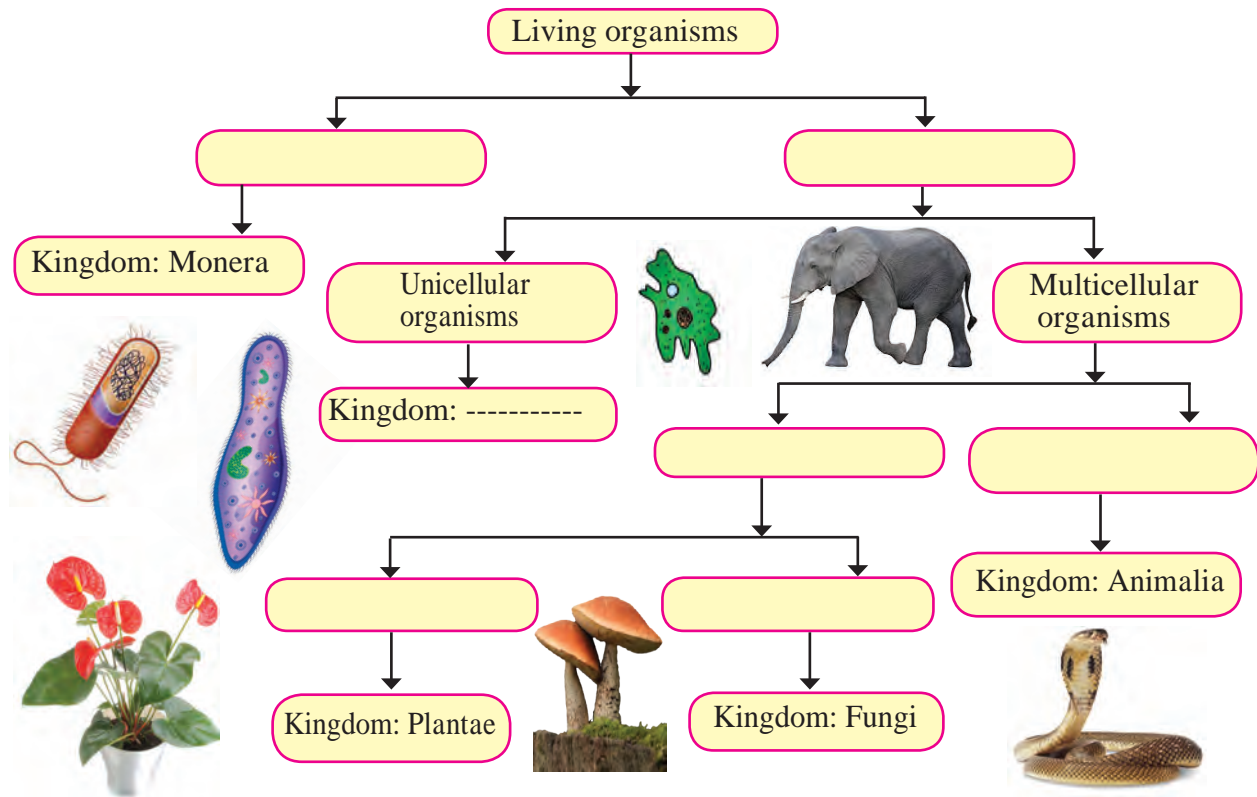 Living organisms
Kingdom: Monera
Unicellular
organisms
Multicellular
organisms
Kingdom: -----------
Kingdom: Animalia
Kingdom: Plantae
Kingdom: Fungi